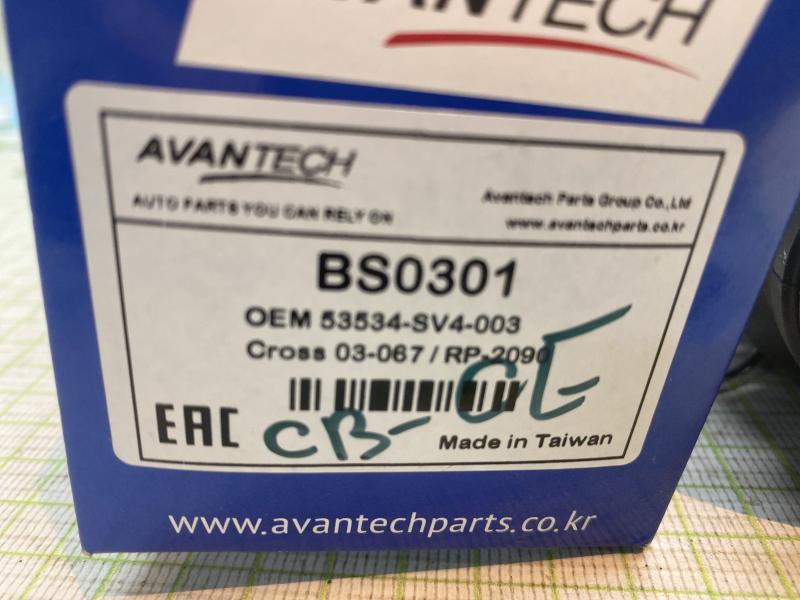 AVANTECH
AVANTECH
AUTO PARTS YOU CAN RELY ON
Avantech Parts Group Co.,Ltd
www.avantechparts.co.kr
BS0301
OEM 53534-SV4-003
Cross 03-067 / RP-2090
EAC
CB-CE
Made in Taiwan
www.avantechparts.co.kr